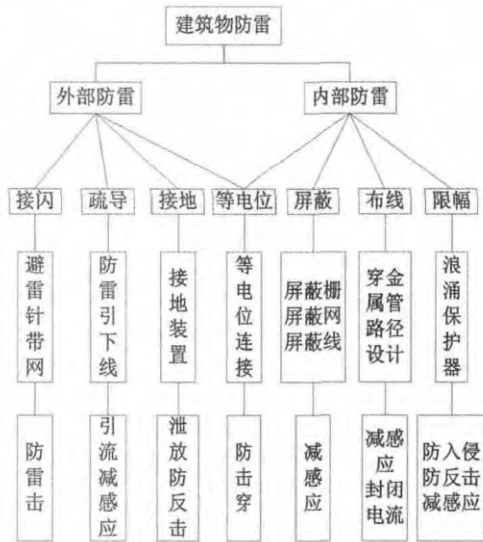 建筑物防雷
外部防雷
内部防雷
接闪
疏导
接地
等电位
屏蔽
布线
限幅
避雷针带网
防雷引下线
接地装置
等电位连接
屏蔽栅
屏蔽网
屏蔽线
穿金
属管
路径
设计
浪涌保护器
防雷击
引流减感应
泄放防反击
防击穿
减感应
减感
应
封闭
电流
防入侵
防反击
减感应